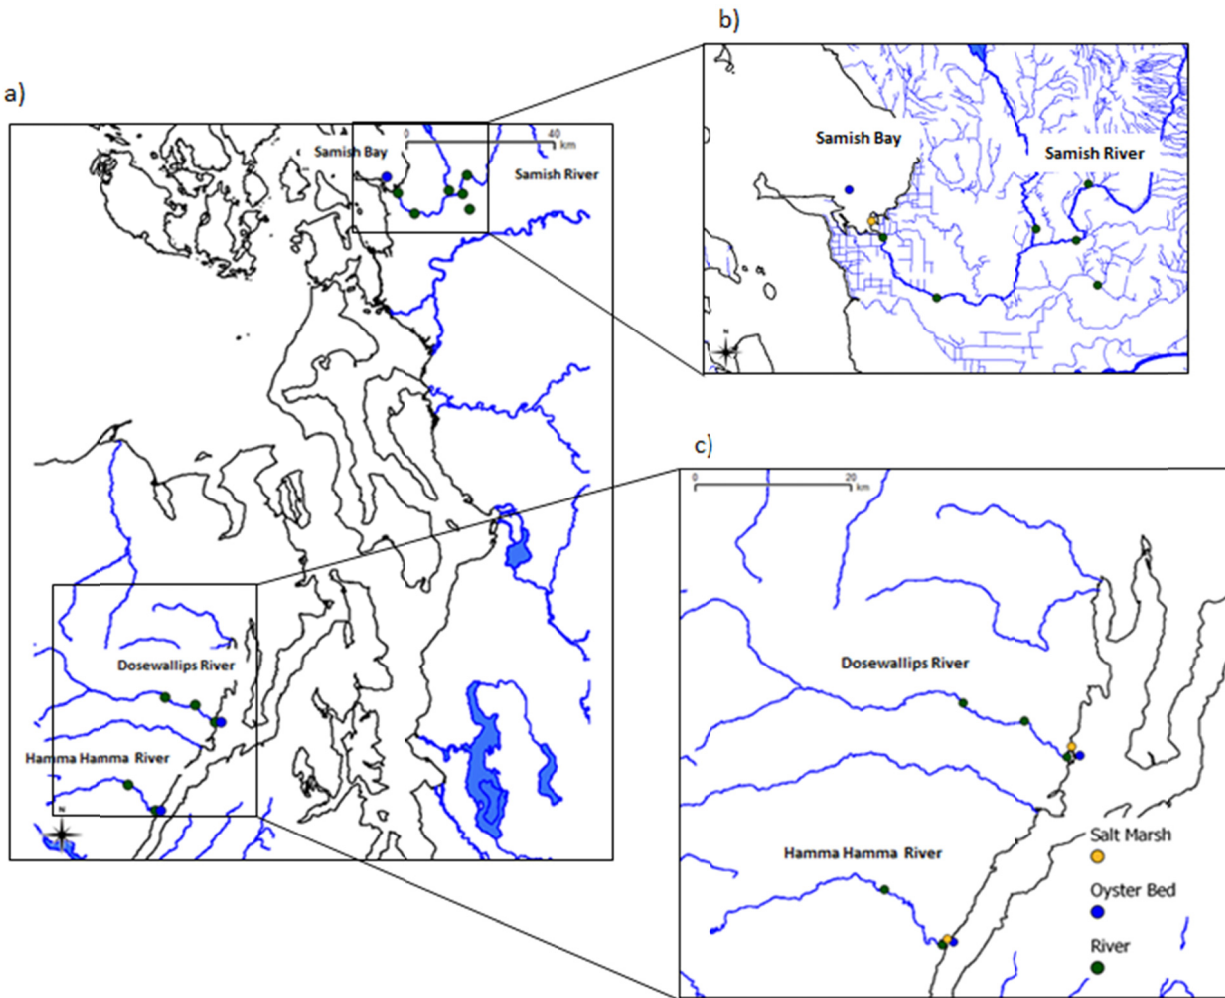 b)
a)
0 40
km
Samish Bay
Samish River
Samish Bay
Samish River
N
c)
0 20
km
Dosewallips River
Hamma Hamma River
N
Dosewallips River
Hamma Hamma River
Salt Marsh
Oyster Bed
River